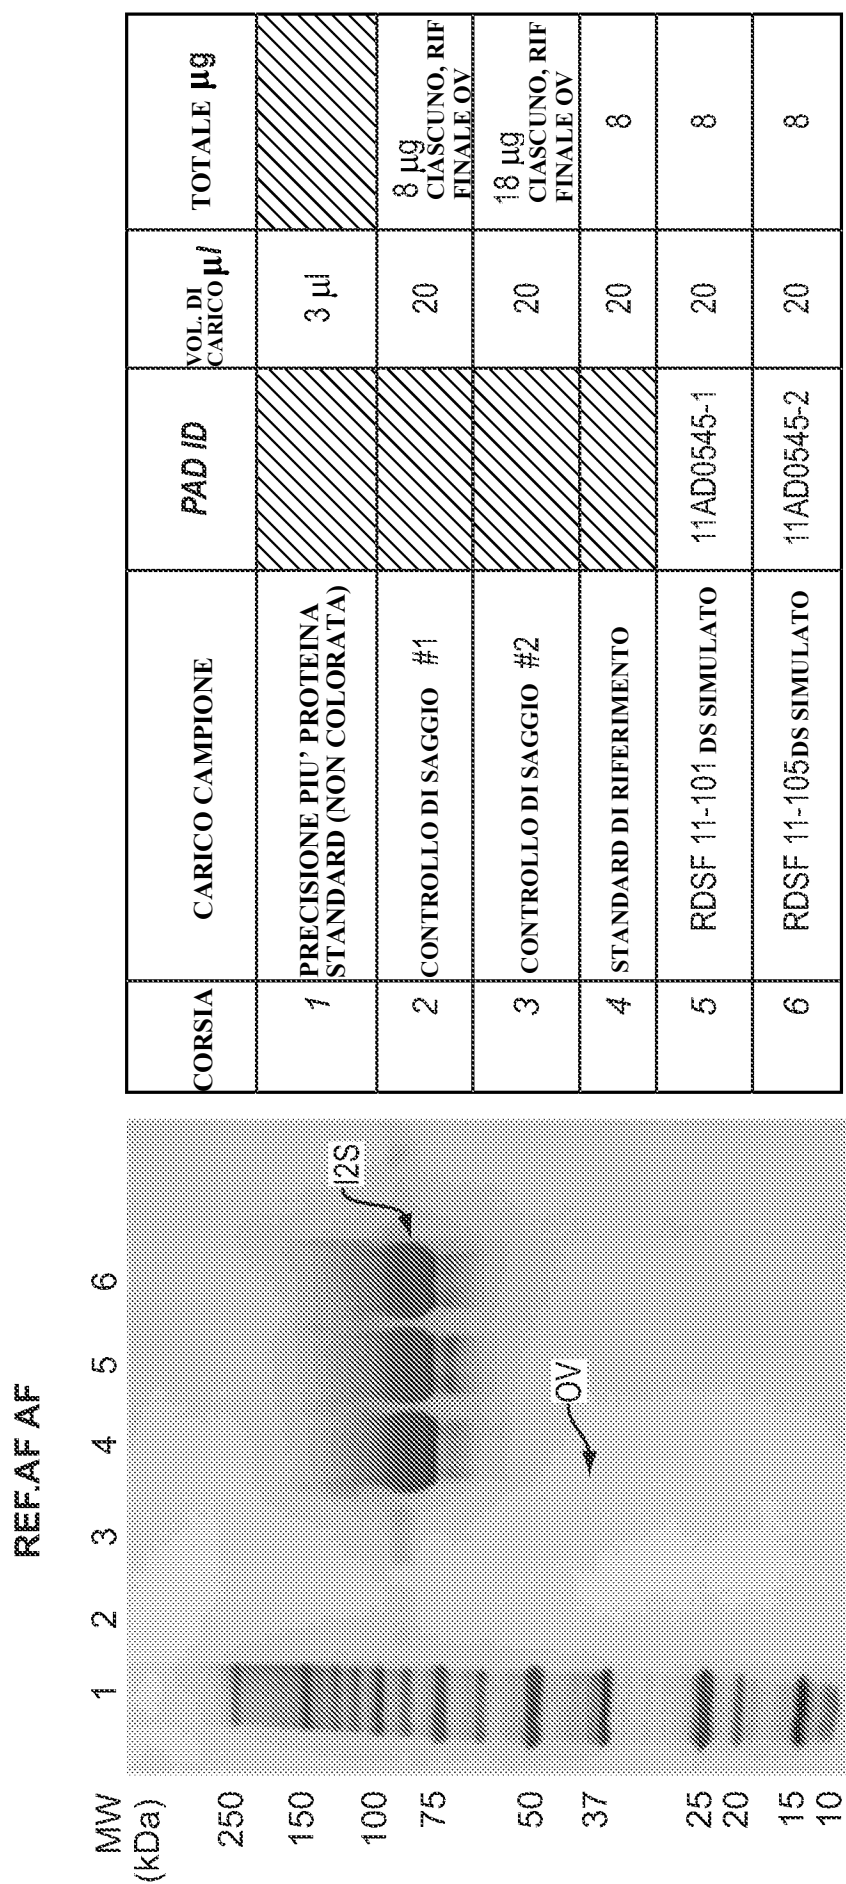 REF.AF AF
MW
(kDa)
1 2 3 4 5 6
250
150
100
75
50
37
25
20
15
10
I2S
OV
CORSIA CARICO CAMPIONE PAD ID VOL. DI CARICO µl TOTALE µg
1 PRECISIONE PIU' PROTEINA STANDARD (NON COLORATA) 3 µl
2 CONTROLLO DI SAGGIO #1 20 8 µg CIASCUNO, RIF FINALE OV
3 CONTROLLO DI SAGGIO #2 20 18 µg CIASCUNO, RIF FINALE OV
4 STANDARD DI RIFERIMENTO 20 8
5 RDSF 11-101 DS SIMULATO 11AD0545-1 20 8
6 RDSF 11-105 DS SIMULATO 11AD0545-2 20 8